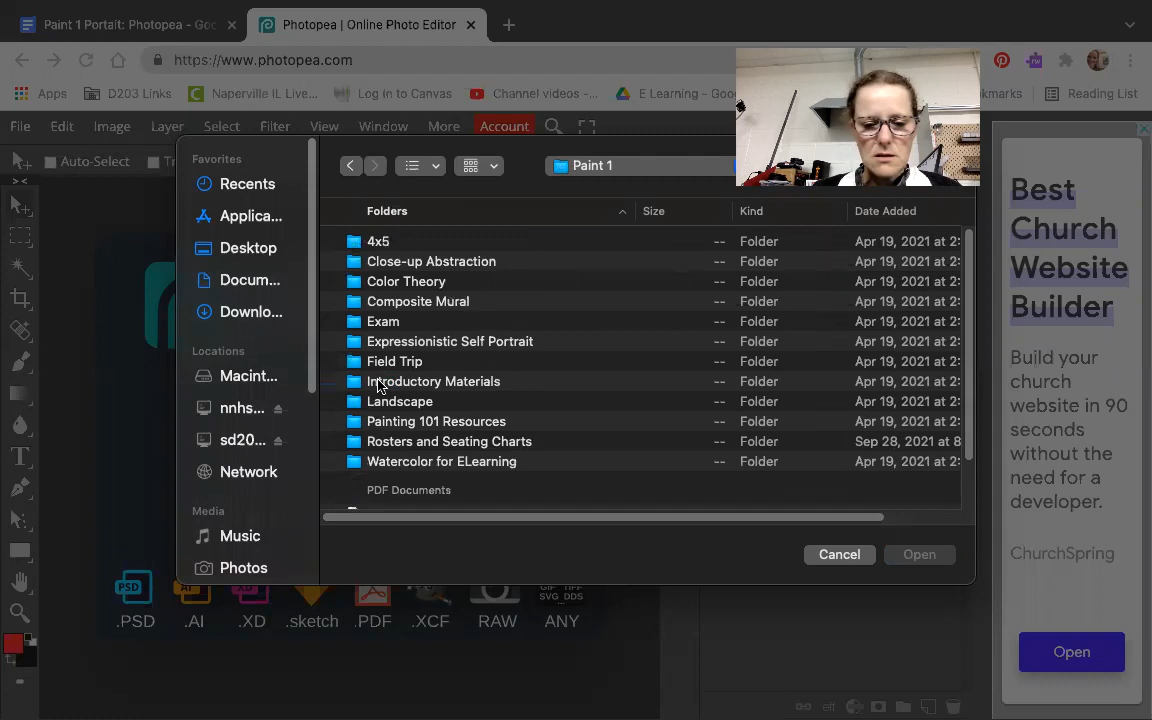 Paint 1 Portait: Photopea - Goo
Photopea | Online Photo Editor
https://www.photopea.com
Apps
D203 Links
Naperville IL Live...
Log in to Canvas
Channel videos -...
E Learning - Goo
okmarks
Reading List
File
Edit
Image
Layer
Select
Filter
View
Window
More
Account
Auto-Select
Tr
Favorites
Recents
Applica...
Desktop
Docum...
Downlo...
Locations
Macint...
nnhs...
sd20...
Network
Media
Music
Photos
Paint 1
Folders
Size
Kind
Date Added
4x5 -- Folder Apr 19, 2021 at 2:
Close-up Abstraction -- Folder Apr 19, 2021 at 2:
Color Theory -- Folder Apr 19, 2021 at 2:
Composite Mural -- Folder Apr 19, 2021 at 2:
Exam -- Folder Apr 19, 2021 at 2:
Expressionistic Self Portrait -- Folder Apr 19, 2021 at 2:
Field Trip -- Folder Apr 19, 2021 at 2:
Introductory Materials -- Folder Apr 19, 2021 at 2:
Landscape -- Folder Apr 19, 2021 at 2:
Painting 101 Resources -- Folder Apr 19, 2021 at 2:
Rosters and Seating Charts -- Folder Sep 28, 2021 at 8
Watercolor for ELearning -- Folder Apr 19, 2021 at 2:
PDF Documents
Cancel
Open
PSD
XD
.PSD
.AI
.XD
.sketch
.PDF
.XCF
RAW
ANY
GIF TIFF
SVG DDS
eff
Best
Church
Website
Builder
Build your
church
website in 90
seconds
without the
need for a
developer.
ChurchSpring
Open